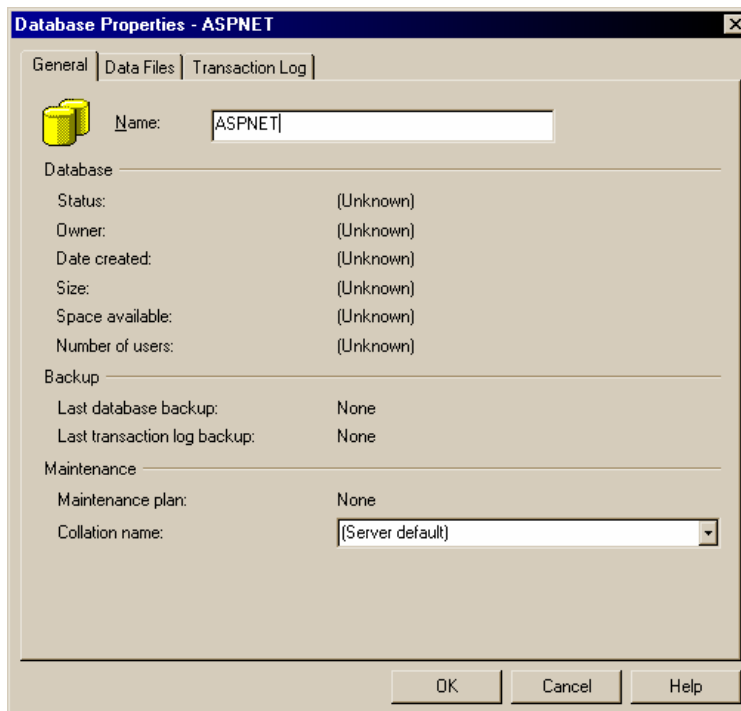 Database Properties - ASPNET
General Data Files Transaction Log
Name: ASPNET
Database
Status: (Unknown)
Owner: (Unknown)
Date created: (Unknown)
Size: (Unknown)
Space available: (Unknown)
Number of users: (Unknown)
Backup
Last database backup: None
Last transaction log backup: None
Maintenance
Maintenance plan: None
Collation name: (Server default)
OK Cancel Help